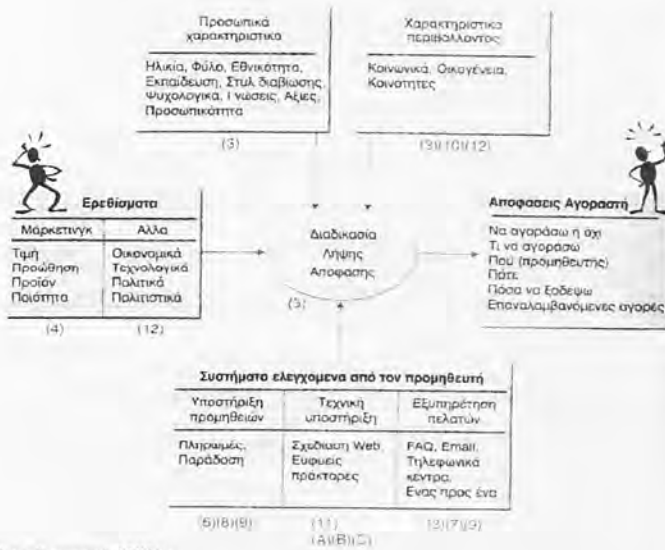 Προσωπικά
χαρακτηριστικά
Ηλικία, Φύλο, Εθνικότητα,
Εκπαίδευση, Στυλ διαβίωσης,
Ψυχολογικά, Γνώσεις, Αξίες,
Προσωπικότητα
(3)
Χαρακτηριστικά
περιβάλλοντος
Κοινωνικά, Οικογένεια,
Κοινότητες
Ερεθίσματα
Μάρκετινγκ
Τιμή
Προώθηση
Προϊόν
Ποιότητα
(4)
Άλλα
Οικονομικά
Τεχνολογικά
Πολιτικά
Πολιτιστικά
(12)
Διαδικασία
Λήψης
Απόφασης
(3)
Αποφάσεις Αγοραστή
Να αγοράσω ή όχι
Τι να αγοράσω
Που (προμηθευτής)
Πότε
Πόσα να ξοδέψω
Επαναλαμβανόμενες αγορές
Συστήματα ελεγχόμενα από τον προμηθευτή
Υποστήριξη
προμηθειών
Πληρωμές,
Παράδοση
Τεχνική
υποστήριξη
Σχεδίαση Web,
Ευφυείς
πράκτορες
(11)
(A)(B)(C)
Εξυπηρέτηση
πελατών
FAQ, Email,
Τηλεφωνικά
κέντρα,
Ένας προς ένα